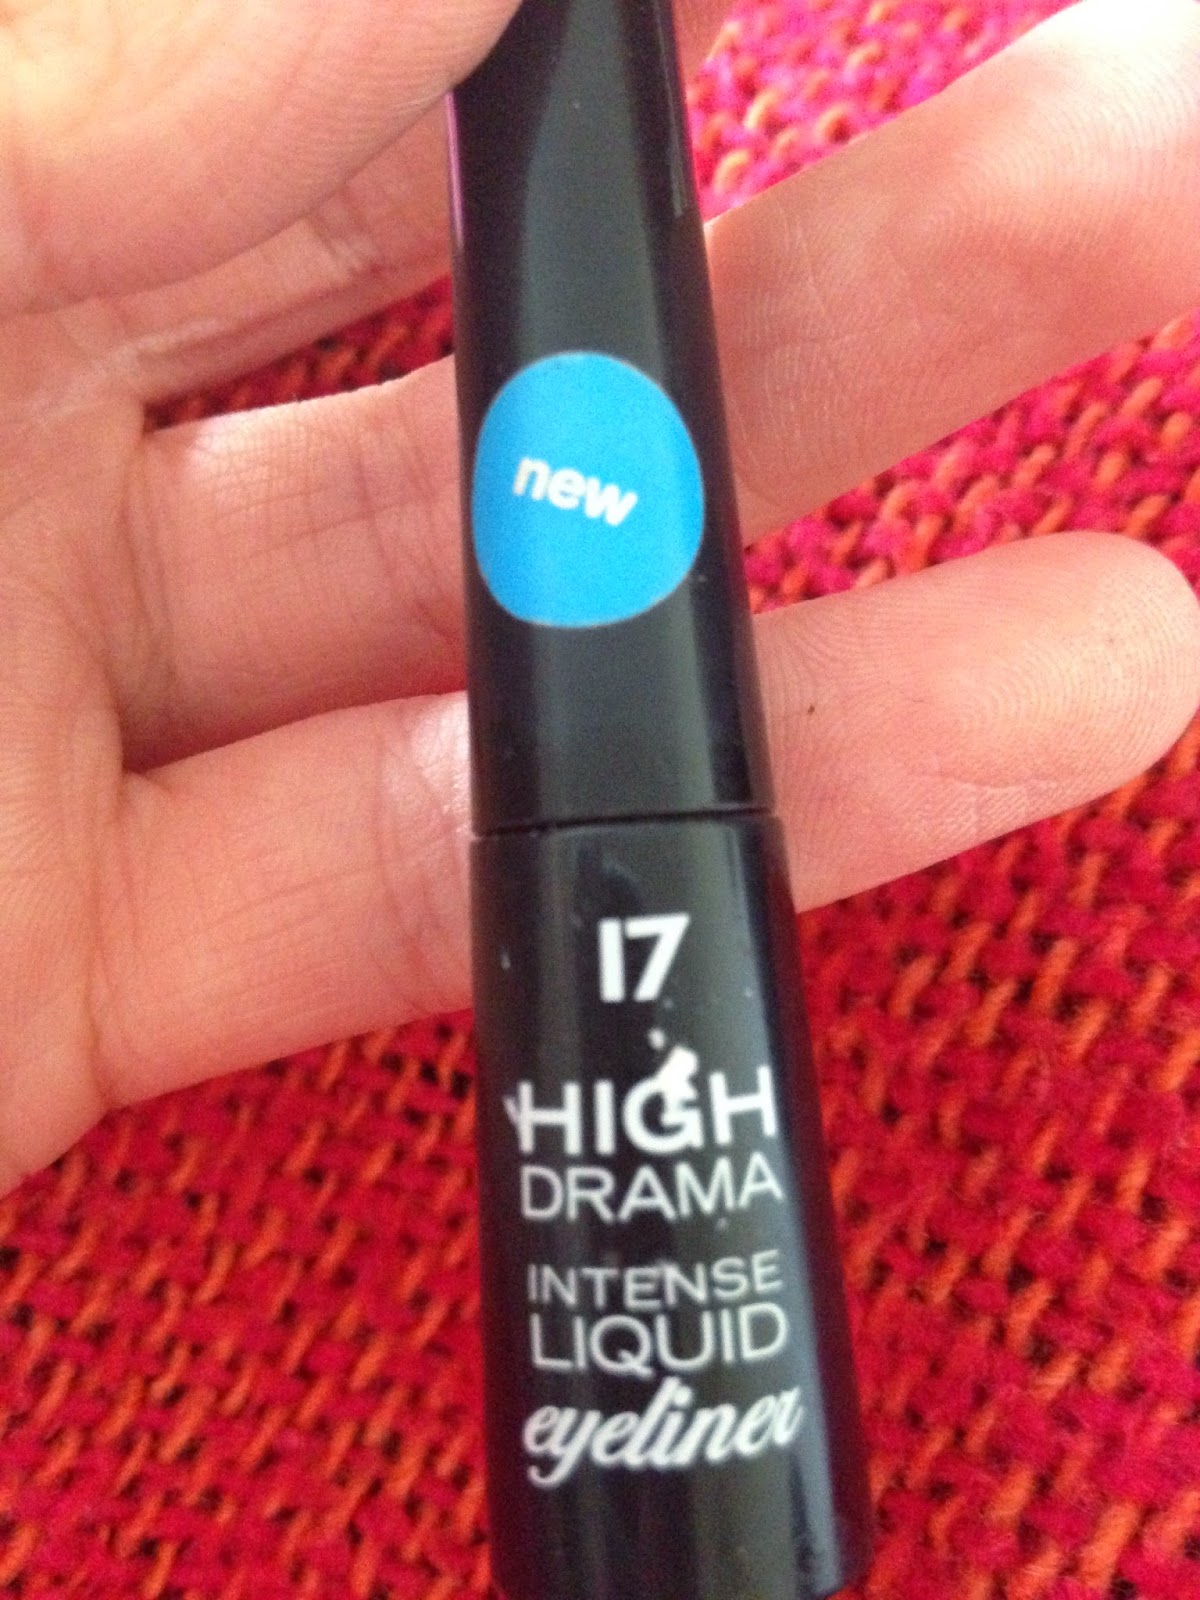 new
17
HIGH
DRAMA
INTENSE
LIQUID
eyeliner